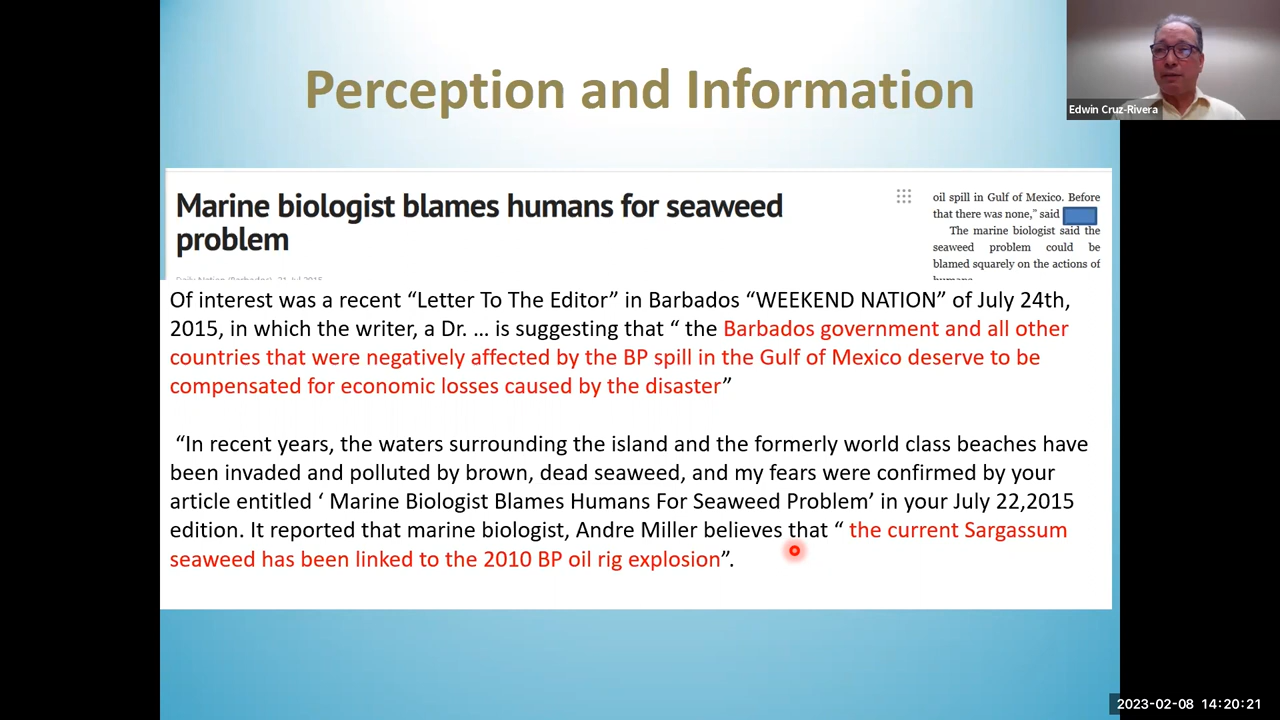 Perception and Information
Edwin Cruz-Rivera
Marine biologist blames humans for seaweed
problem
Daily Nation (Barbados) 21 Jul 2015
oil spill in Gulf of Mexico. Before
that there was none,” said
The marine biologist said the
seaweed problem could be
blamed squarely on the actions of
humans.
Of interest was a recent “Letter To The Editor” in Barbados “WEEKEND NATION” of July 24th,
2015, in which the writer, a Dr. … is suggesting that “ the Barbados government and all other
countries that were negatively affected by the BP spill in the Gulf of Mexico deserve to be
compensated for economic losses caused by the disaster”
“In recent years, the waters surrounding the island and the formerly world class beaches have
been invaded and polluted by brown, dead seaweed, and my fears were confirmed by your
article entitled ‘ Marine Biologist Blames Humans For Seaweed Problem’ in your July 22,2015
edition. It reported that marine biologist, Andre Miller believes that “ the current Sargassum
seaweed has been linked to the 2010 BP oil rig explosion”.
2023-02-08 14:20:21